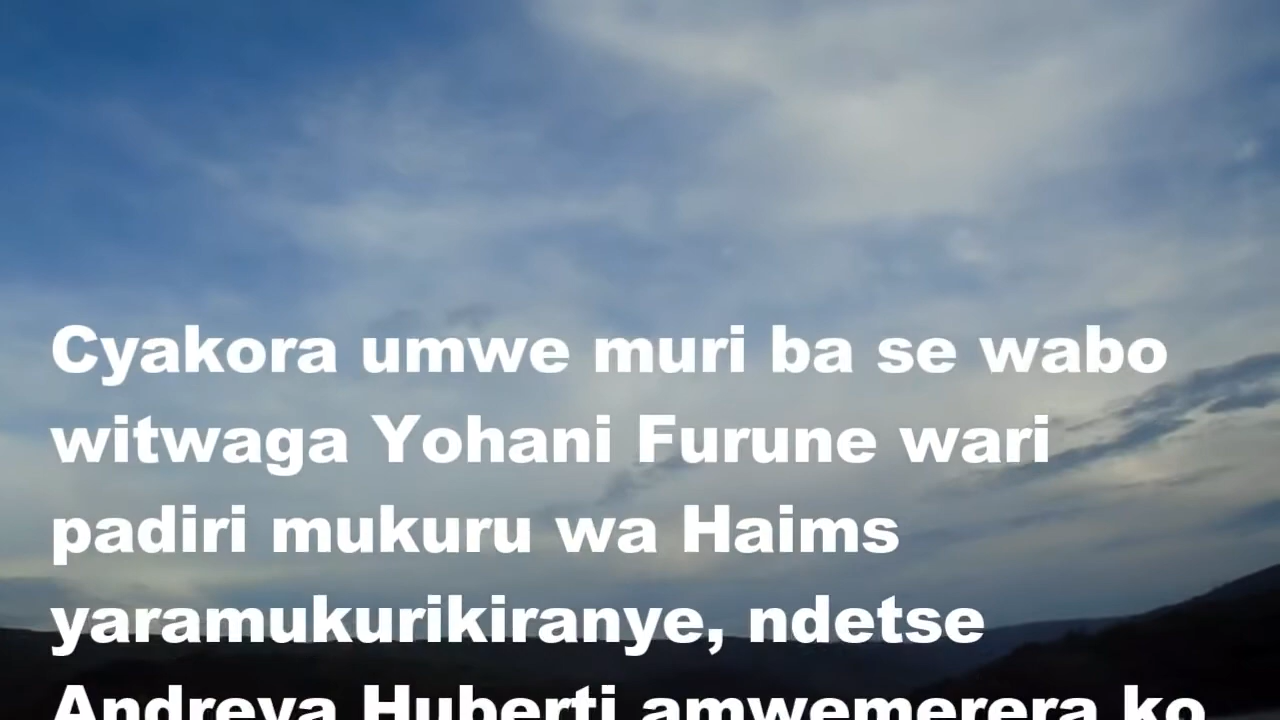 Cyakora umwe muri ba se wabo
witwaga Yohani Furune wari
padiri mukuru wa Haims
yaramukurikiranye, ndetse
Andreya Huberti amwemerera ko